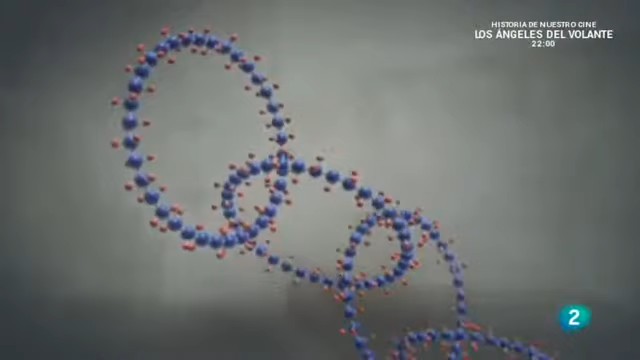 HISTORIA DE NUESTRO CINE
LOS ÁNGELES DEL VOLANTE
22:00
2